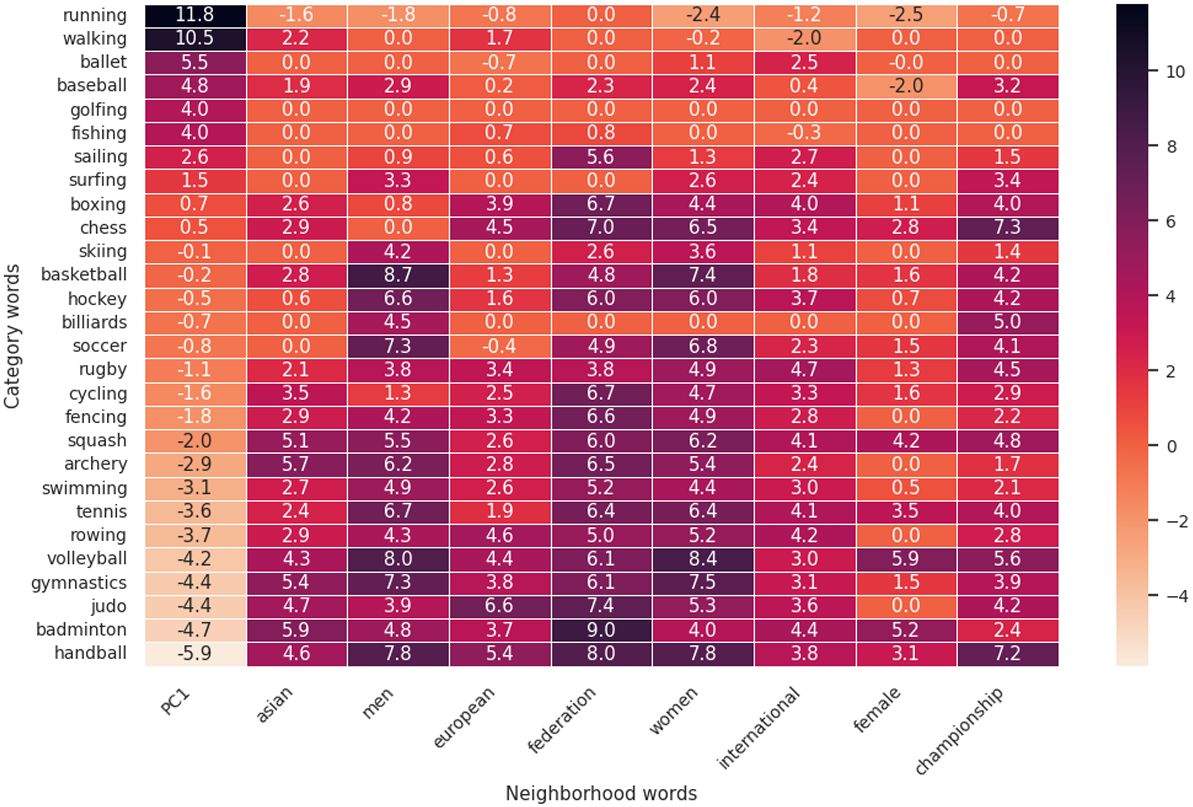 running 11.8 -1.6 -1.8 -0.8 0.0 -2.4 -1.2 -2.5 -0.7
walking 10.5 2.2 0.0 1.7 0.0 -0.2 -2.0 0.0 0.0
ballet 5.5 0.0 0.0 -0.7 0.0 1.1 2.5 -0.0 0.0
baseball 4.8 1.9 2.9 0.2 2.3 2.4 0.4 -2.0 3.2
golfing 4.0 0.0 0.0 0.0 0.0 0.0 0.0 0.0 0.0
fishing 4.0 0.0 0.0 0.7 0.8 0.0 -0.3 0.0 0.0
sailing 2.6 0.0 0.9 0.6 5.6 1.3 2.7 0.0 1.5
surfing 1.5 0.0 3.3 0.0 0.0 2.6 2.4 0.0 3.4
boxing 0.7 2.6 0.8 3.9 6.7 4.4 4.0 1.1 4.0
chess 0.5 2.9 0.0 4.5 7.0 6.5 3.4 2.8 7.3
skiing -0.1 0.0 4.2 0.0 2.6 3.6 1.1 0.0 1.4
basketball -0.2 2.8 8.7 1.3 4.8 7.4 1.8 1.6 4.2
hockey -0.5 0.6 6.6 1.6 6.0 6.0 3.7 0.7 4.2
billiards -0.7 0.0 4.5 0.0 0.0 0.0 0.0 0.0 5.0
soccer -0.8 0.0 7.3 -0.4 4.9 6.8 2.3 1.5 4.1
rugby -1.1 2.1 3.8 3.4 3.8 4.9 4.7 1.3 4.5
cycling -1.6 3.5 1.3 2.5 6.7 4.7 3.3 1.6 2.9
fencing -1.8 2.9 4.2 3.3 6.6 4.9 2.8 0.0 2.2
squash -2.0 5.1 5.5 2.6 6.0 6.2 4.1 4.2 4.8
archery -2.9 5.7 6.2 2.8 6.5 5.4 2.4 0.0 1.7
swimming -3.1 2.7 4.9 2.6 5.2 4.4 3.0 0.5 2.1
tennis -3.6 2.4 6.7 1.9 6.4 6.4 4.1 3.5 4.0
rowing -3.7 2.9 4.3 4.6 5.0 5.2 4.2 0.0 2.8
volleyball -4.2 4.3 8.0 4.4 6.1 8.4 3.0 5.9 5.6
gymnastics -4.4 5.4 7.3 3.8 6.1 7.5 3.1 1.5 3.9
judo -4.4 4.7 3.9 6.6 7.4 5.3 3.6 0.0 4.2
badminton -4.7 5.9 4.8 3.7 9.0 4.0 4.4 5.2 2.4
handball -5.9 4.6 7.8 5.4 8.0 7.8 3.8 3.1 7.2
PC1 asian men european federation women international female championship
Neighborhood words
Category words
10
8
6
4
2
0
−2
−4